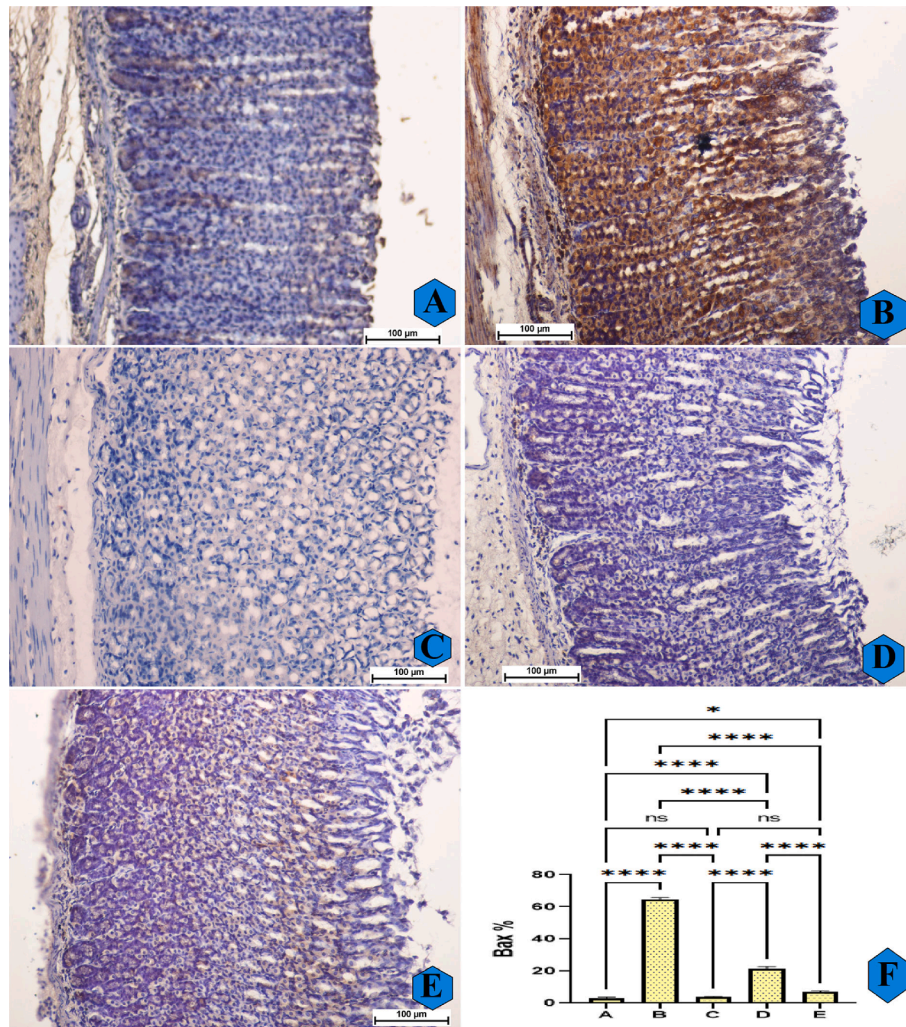 A
100 µm
B
100 µm
C
100 µm
D
100 µm
E
100 µm
*
****
****
****
ns ns
**** ****
**** ****
80
60
40
20
0
Bax %
A B C D E
F